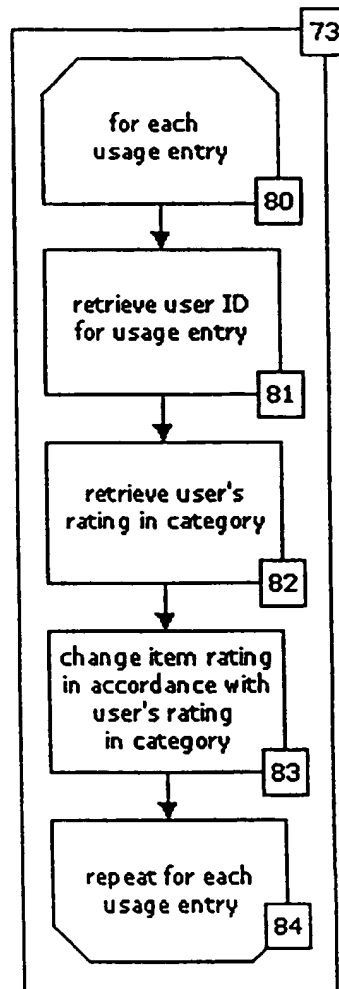 73
for each
usage entry
80
retrieve user ID
for usage entry
81
retrieve user's
rating in category
82
change item rating
in accordance with
user's rating
in category
83
repeat for each
usage entry
84